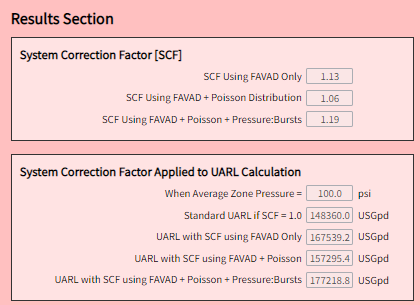 Results Section
System Correction Factor [SCF]
SCF Using FAVAD Only 1.13
SCF Using FAVAD + Poisson Distribution 1.06
SCF Using FAVAD + Poisson + Pressure:Bursts 1.19
System Correction Factor Applied to UARL Calculation
When Average Zone Pressure = 100.0 psi
Standard UARL if SCF = 1.0 148360.0 USGpd
UARL with SCF using FAVAD Only 167539.2 USGpd
UARL with SCF using FAVAD + Poisson 157295.4 USGpd
UARL with SCF using FAVAD + Poisson + Pressure:Bursts 177218.8 USGpd